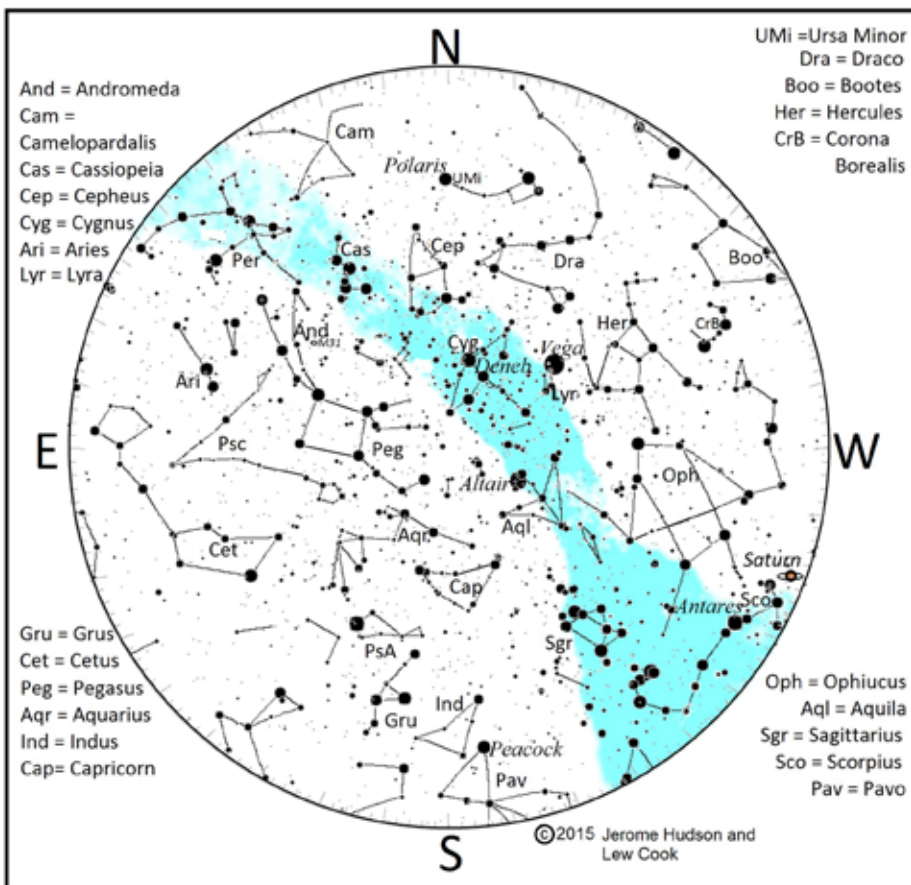 N
UMi =Ursa Minor
Dra = Draco
Boo = Bootes
Her = Hercules
CrB = Corona
Borealis
And = Andromeda
Cam =
Camelopardalis
Cas = Cassiopeia
Cep = Cepheus
Cyg = Cygnus
Ari = Aries
Lyr = Lyra
Cam
Polaris
UMi
Per
Cas
Cep
Dra
Boo
And
M31
Cyg
Deneb
Vega
Lyr
Her
CrB
Ari
E
Psc
Peg
Altair
Aql
Oph
W
Cet
Aqr
Cap
Saturn
Sco
Antares
PsA
Sgr
Gru
Ind
Peacock
Pav
Gru = Grus
Cet = Cetus
Peg = Pegasus
Aqr = Aquarius
Ind = Indus
Cap= Capricorn
Oph = Ophiucus
Aql = Aquila
Sgr = Sagittarius
Sco = Scorpius
Pav = Pavo
S
©2015 Jerome Hudson and
Lew Cook